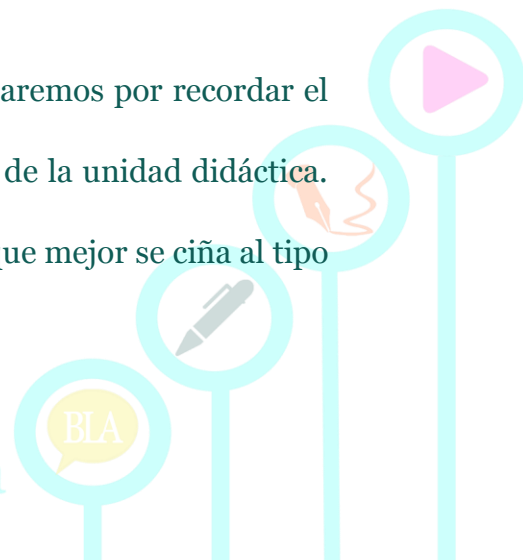 aremos por recordar el
de la unidad didáctica.
que mejor se ciña al tipo
BLA